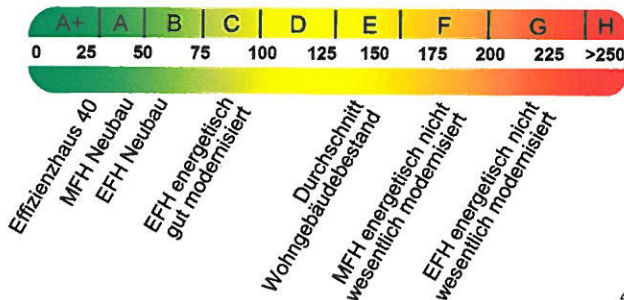 A+ A B C D E F G H
0 25 50 75 100 125 150 175 200 225 >250
Effizienzhaus 40
MFH Neubau
EFH Neubau
EFH energetisch
gut modernisiert
Durchschnitt
Wohngebäudebestand
MFH energetisch nicht
wesentlich modernisiert
EFH energetisch nicht
wesentlich modernisiert